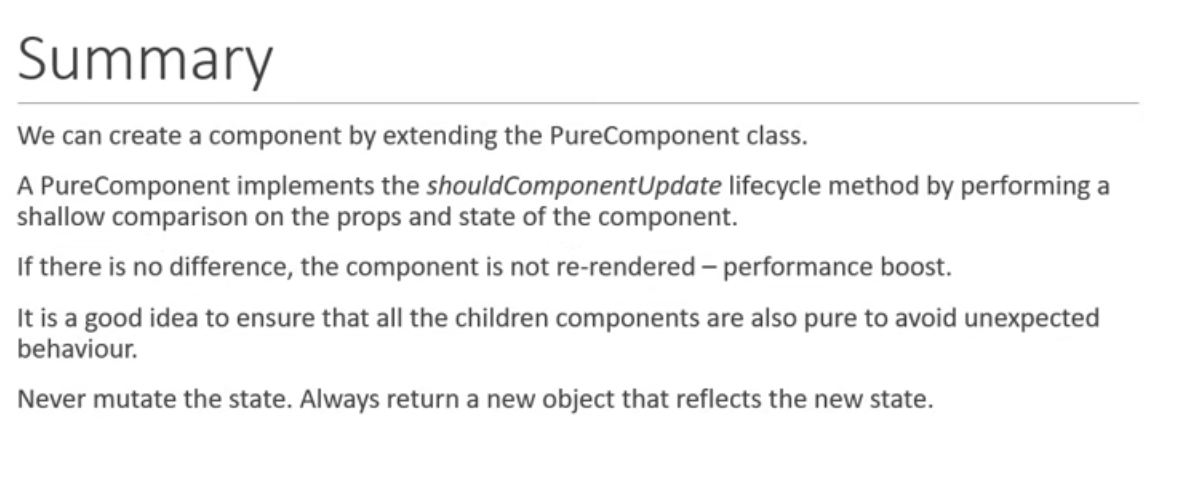 Summary
We can create a component by extending the PureComponent class.
A PureComponent implements the shouldComponentUpdate lifecycle method by performing a
shallow comparison on the props and state of the component.
If there is no difference, the component is not re-rendered – performance boost.
It is a good idea to ensure that all the children components are also pure to avoid unexpected
behaviour.
Never mutate the state. Always return a new object that reflects the new state.